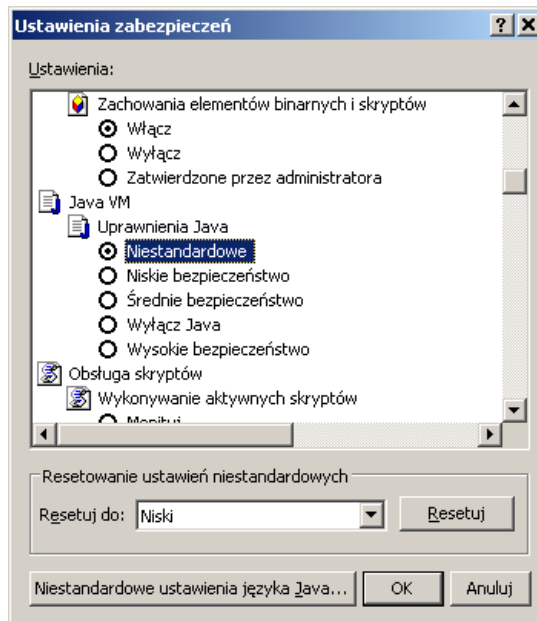 Ustawienia zabezpieczeń
Ustawienia:
Zachowania elementów binarnych i skryptów
Włącz
Wyłącz
Zatwierdzone przez administratora
Java VM
Uprawnienia Java
Niestandardowe
Niskie bezpieczeństwo
Średnie bezpieczeństwo
Wyłącz Java
Wysokie bezpieczeństwo
Obsługa skryptów
Wykonywanie aktywnych skryptów
Monituj
Resetowanie ustawień niestandardowych
Resetuj do: Niski Resetuj
Niestandardowe ustawienia języka Java... OK Anuluj